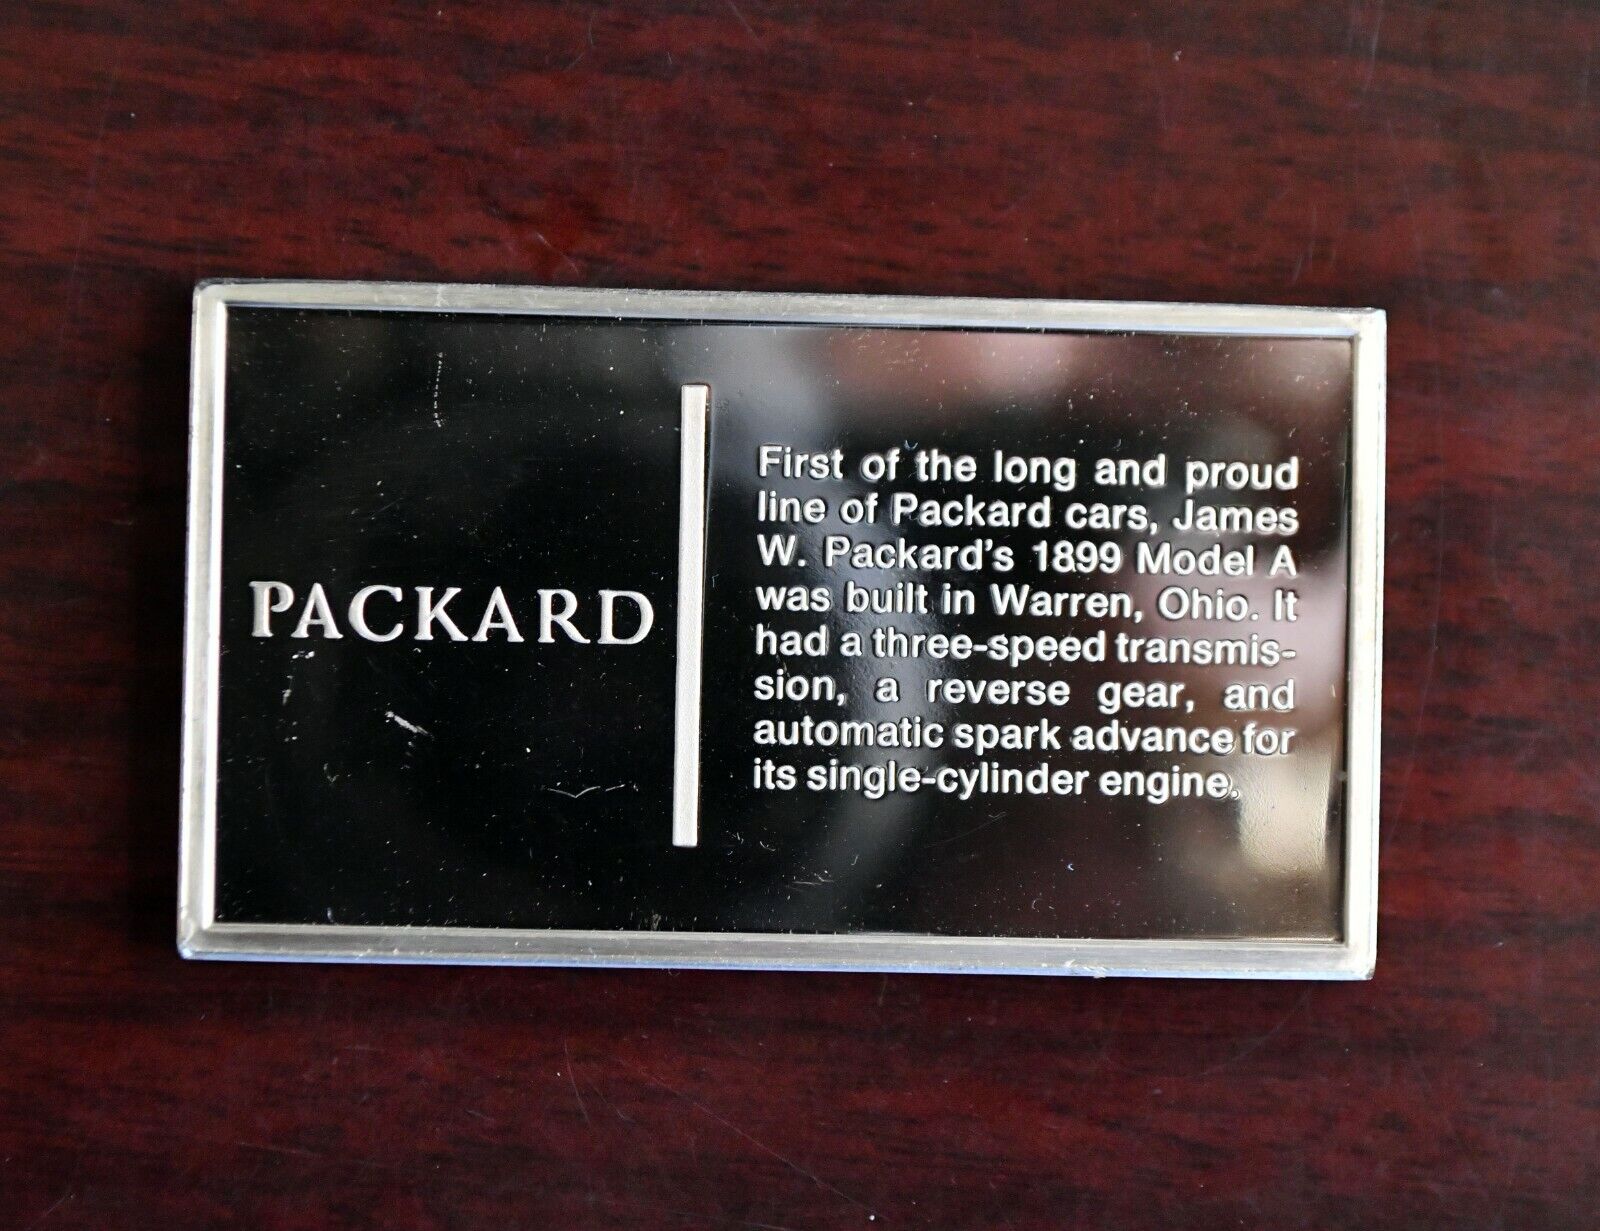 PACKARD
First of the long and proud
line of Packard cars, James
W. Packard's 1899 Model A
was built in Warren, Ohio. It
had a three-speed transmis-
sion, a reverse gear, and
automatic spark advance for
its single-cylinder engine.